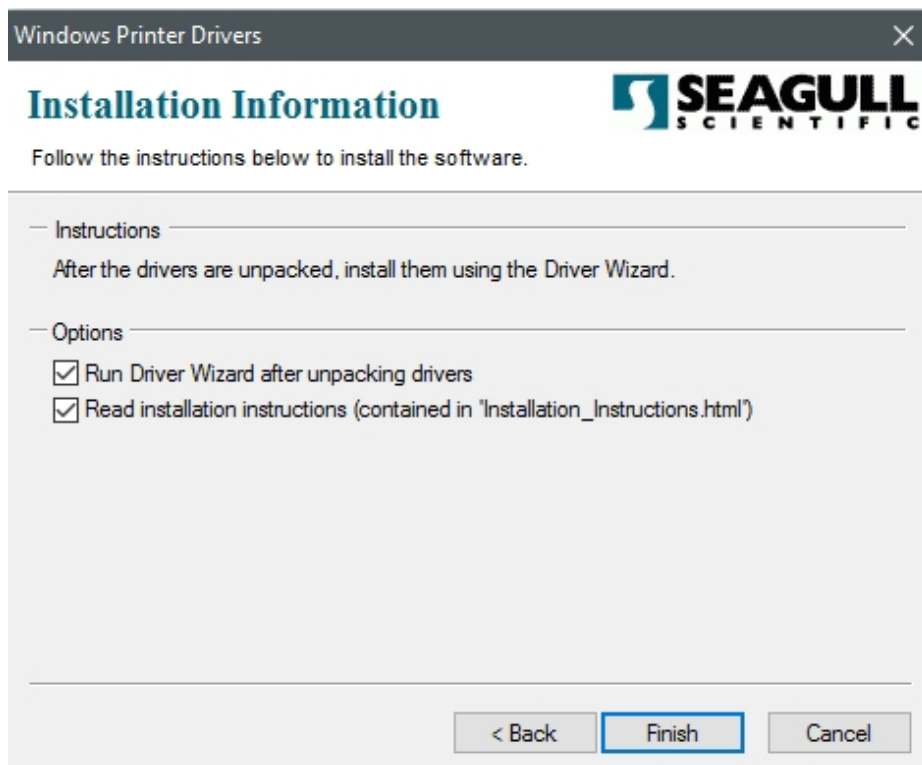 Windows Printer Drivers
Installation Information
SEAGULL
SCIENTIFIC
Follow the instructions below to install the software.
Instructions
After the drivers are unpacked, install them using the Driver Wizard.
Options
Run Driver Wizard after unpacking drivers
Read installation instructions (contained in 'Installation_Instructions.html')
< Back Finish Cancel